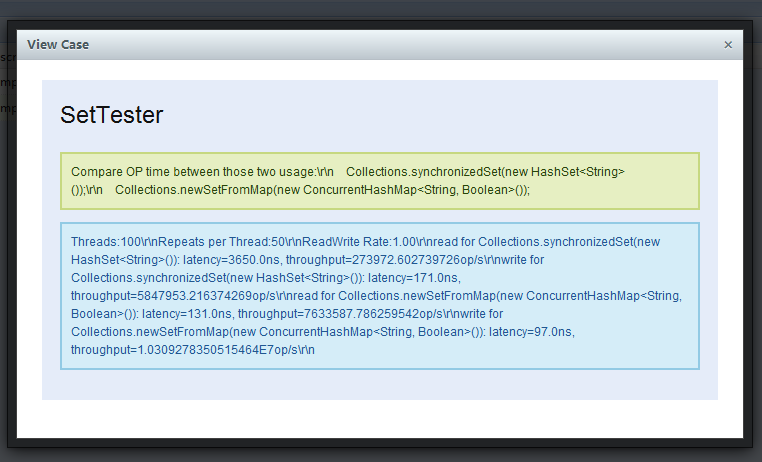 View Case
×
scr
mp
mp
SetTester
Compare OP time between those two usage:\r\n    Collections.synchronizedSet(new HashSet<String>
());\r\n    Collections.newSetFromMap(new ConcurrentHashMap<String, Boolean>());
Threads:100\r\nRepeats per Thread:50\r\nReadWrite Rate:1.00\r\nread for Collections.synchronizedSet(new
HashSet<String>()): latency=3650.0ns, throughput=273972.602739726op/s\r\nwrite for
Collections.synchronizedSet(new HashSet<String>()): latency=171.0ns,
throughput=5847953.216374269op/s\r\nread for Collections.newSetFromMap(new ConcurrentHashMap<String,
Boolean>()): latency=131.0ns, throughput=7633587.786259542op/s\r\nwrite for
Collections.newSetFromMap(new ConcurrentHashMap<String, Boolean>()): latency=97.0ns,
throughput=1.0309278350515464E7op/s\r\n